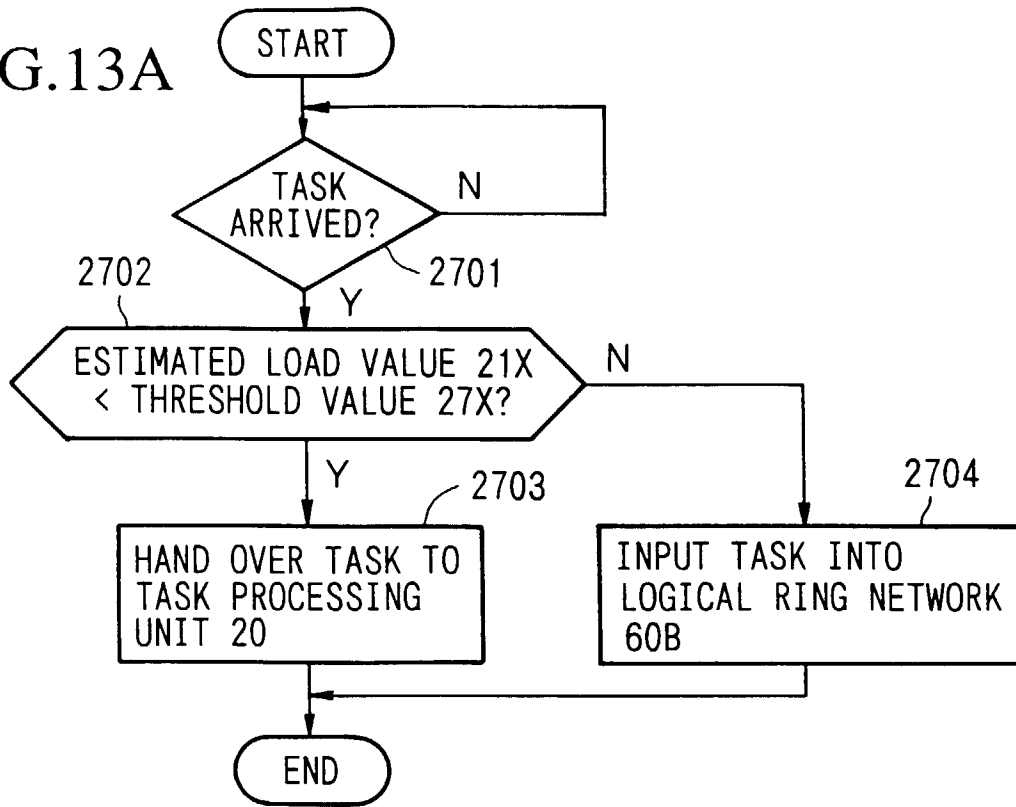 G.13A
START
TASK
ARRIVED?
N
2701
Y
2702
ESTIMATED LOAD VALUE 21X
< THRESHOLD VALUE 27X?
N
Y
2703
HAND OVER TASK TO
TASK PROCESSING
UNIT 20
2704
INPUT TASK INTO
LOGICAL RING NETWORK
60B
END